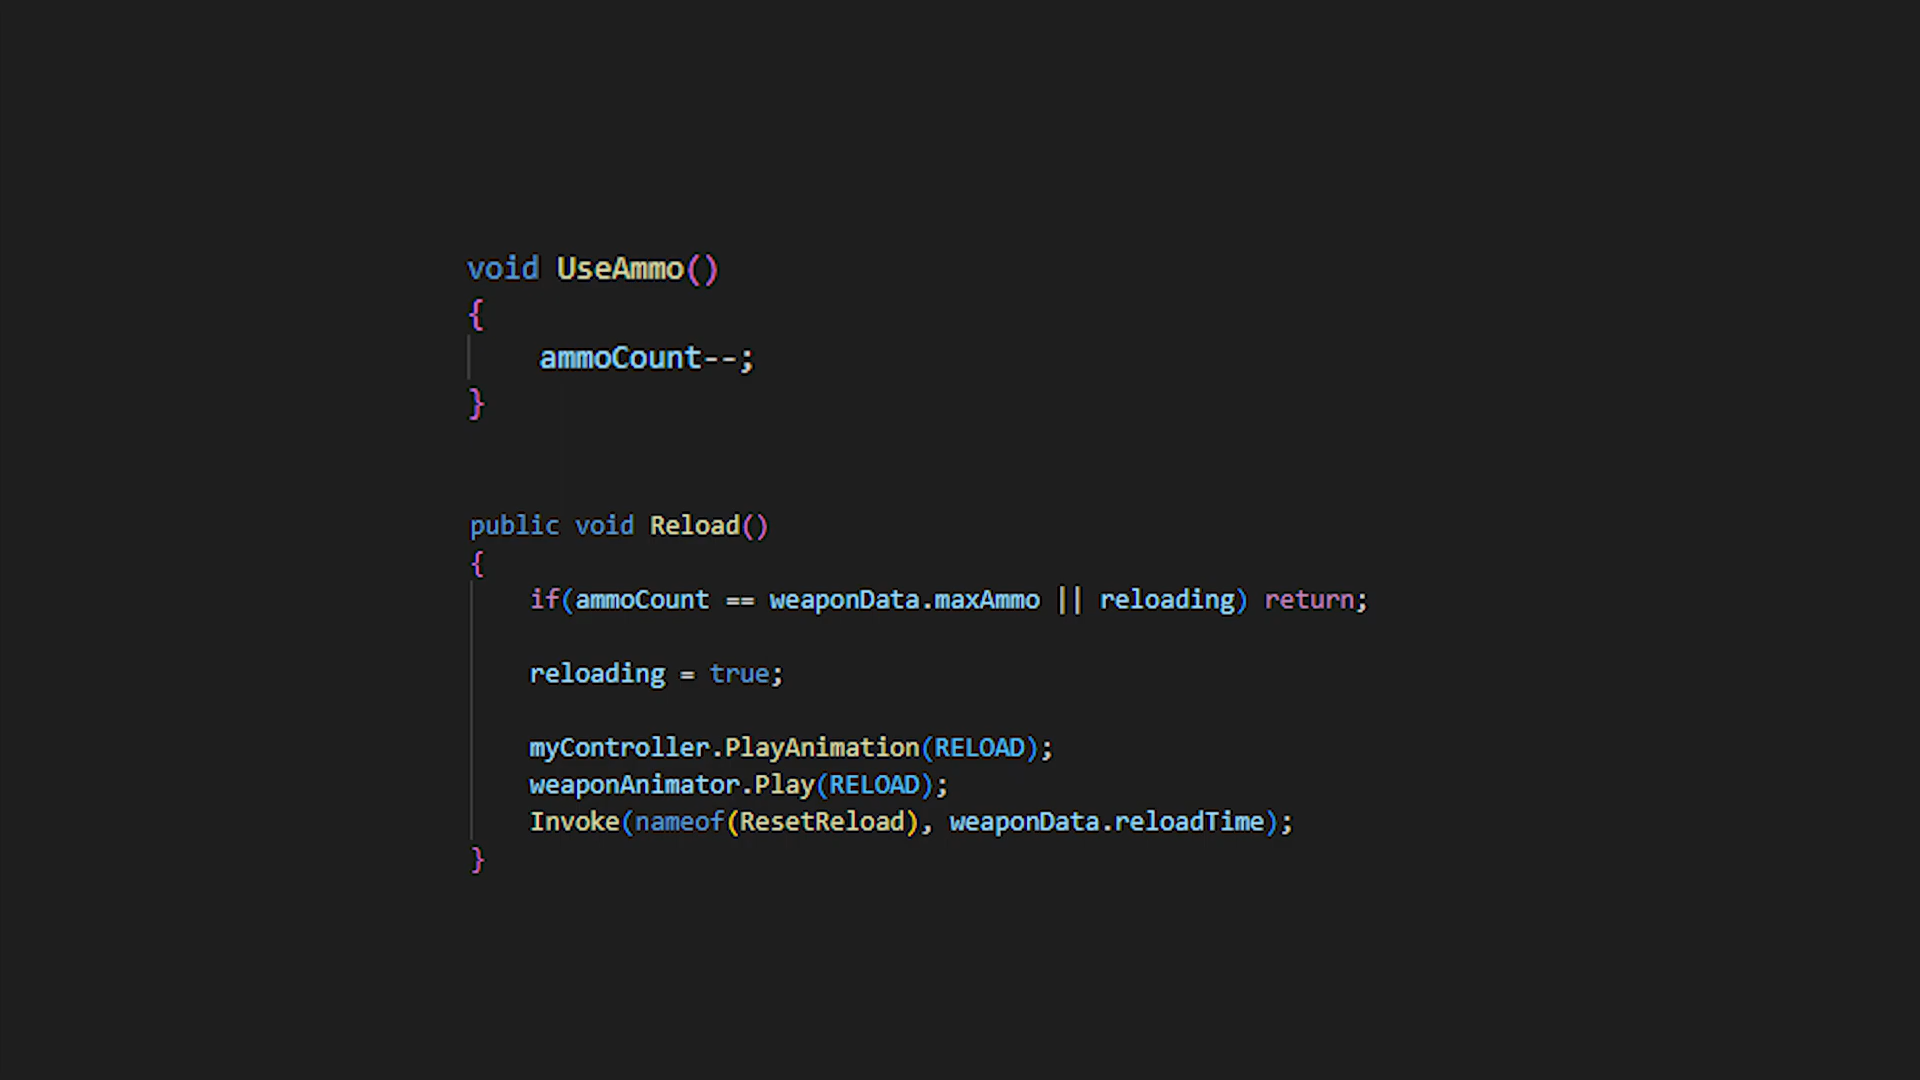 void UseAmmo()
{
    ammoCount--;
}
public void Reload()
{
    if(ammoCount == weaponData.maxAmmo || reloading) return;
    reloading = true;
    myController.PlayAnimation(RELOAD);
    weaponAnimator.Play(RELOAD);
    Invoke(nameof(ResetReload), weaponData.reloadTime);
}